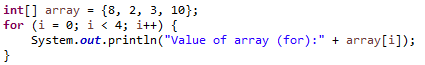 int[] array = {8, 2, 3, 10};
for (i = 0; i < 4; i++) {
System.out.println("Value of array (for):" + array[i]);
}